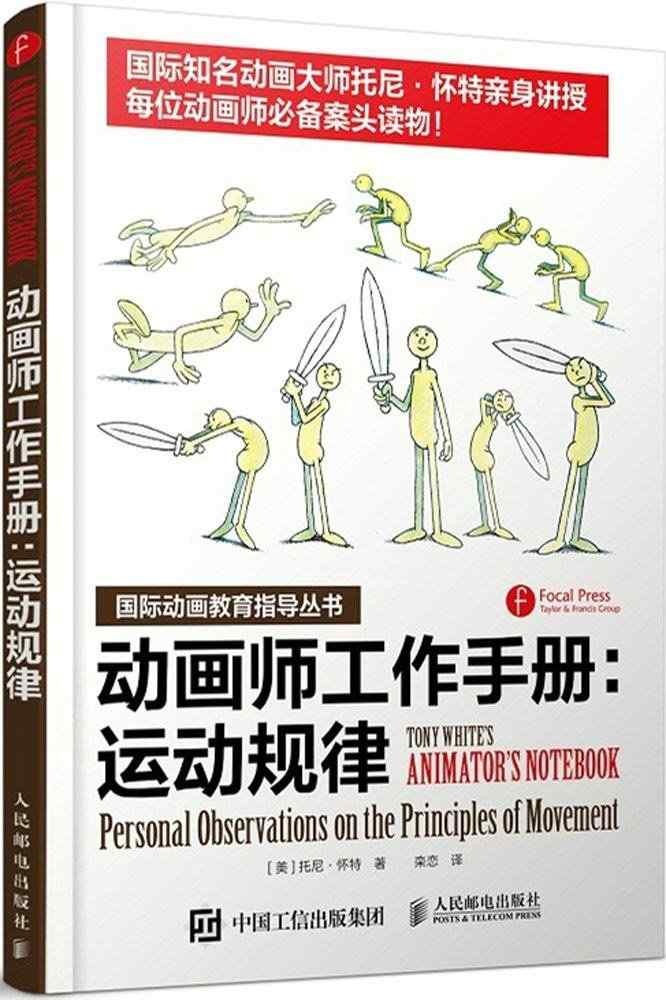 国际知名动画大师托尼·怀特亲身讲授
每位动画师必备案头读物！
国际动画教育指导丛书
f
Focal Press
Taylor & Francis Group
动画师工作手册：
运动规律
TONY WHITE'S
ANIMATOR'S NOTEBOOK
Personal Observations on the Principles of Movement
[美]托尼·怀特 著 栾恋 译
中国工信出版集团
人民邮电出版社
POSTS & TELECOM PRESS
f
ANIMATOR'S NOTEBOOK
动画师工作手册：运动规律
人民邮电出版社